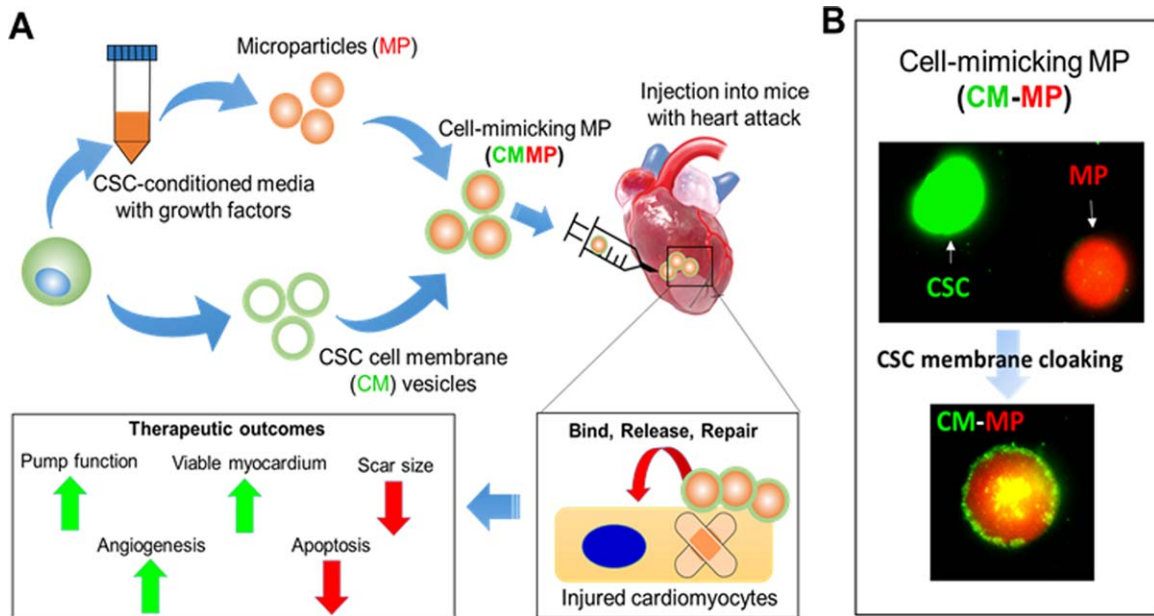 A
Microparticles (MP)
CSC-conditioned media
with growth factors
Cell-mimicking MP
(CMMP)
Injection into mice
with heart attack
CSC cell membrane
(CM) vesicles
Therapeutic outcomes
Pump function
Viable myocardium
Scar size
Angiogenesis
Apoptosis
Bind, Release, Repair
Injured cardiomyocytes
B
Cell-mimicking MP
(CM-MP)
MP
CSC
CSC membrane cloaking
CM-MP